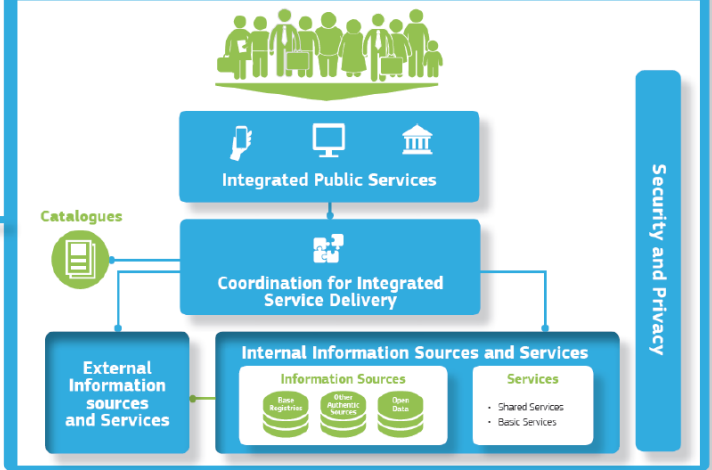 Integrated Public Services
Catalogues
Coordination for Integrated
Service Delivery
Security and Privacy
External
Information
sources
and Services
Internal Information Sources and Services
Information Sources
Base
Registries
Other
Authentic
Sources
Open
Data
Services
• Shared Services
• Basic Services